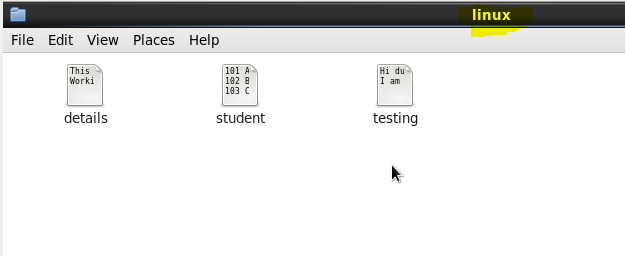 linux
File Edit View Places Help
This
Worki
101 A
102 B
103 C
Hi du
I am
details student testing